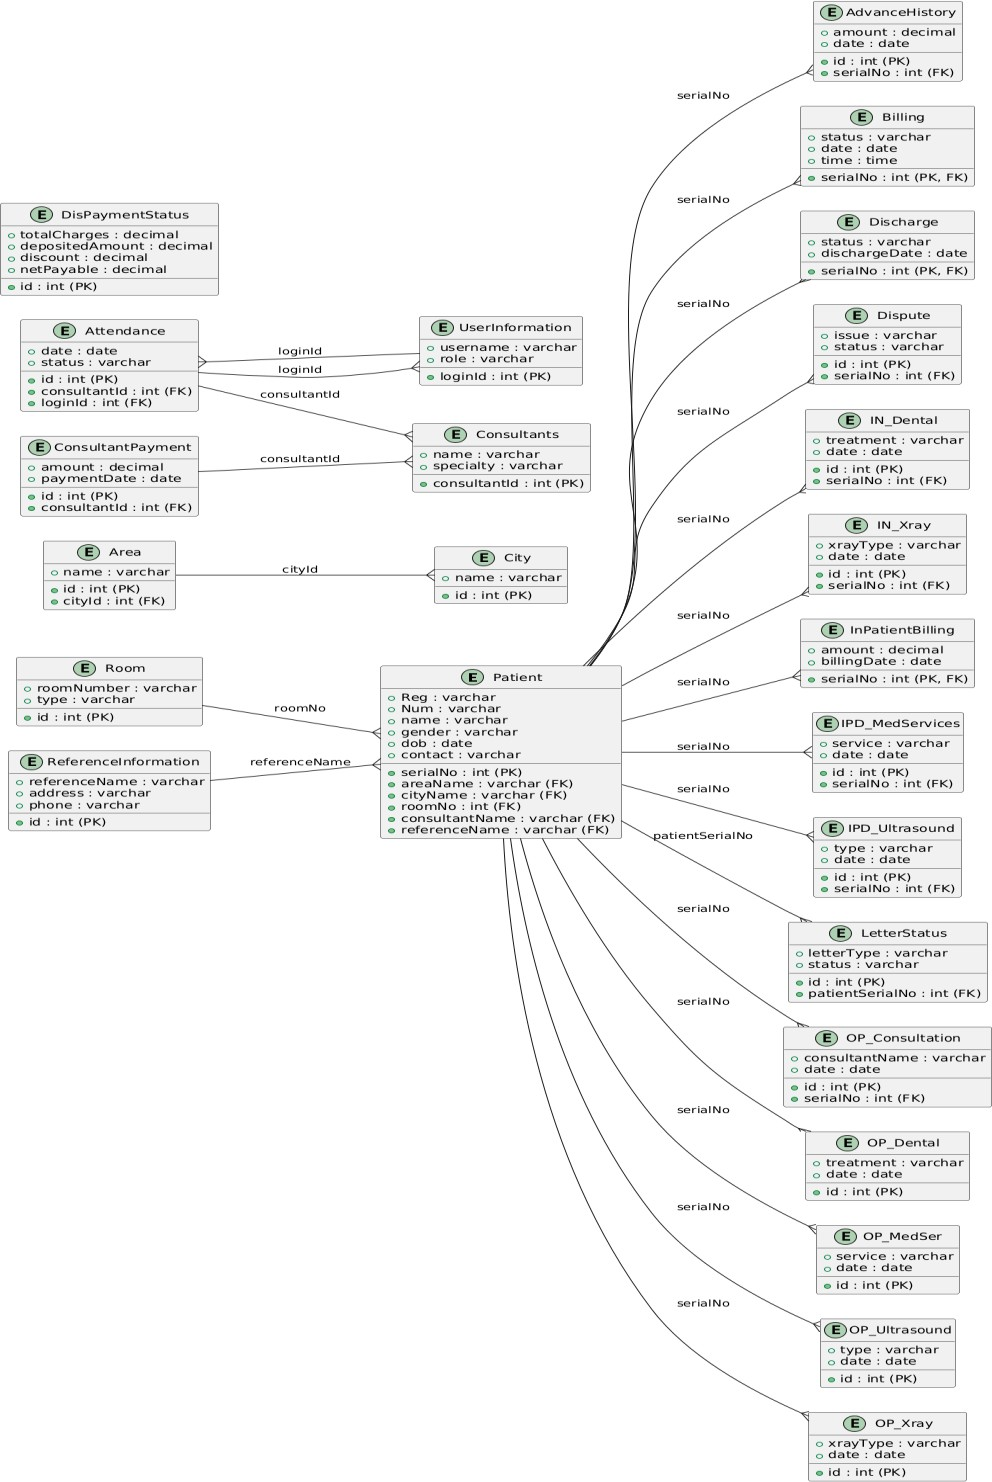 E AdvanceHistory
amount : decimal
date : date
id : int (PK)
serialNo : int (FK)
serialNo
E Billing
status : varchar
date : date
time : time
serialNo : int (PK, FK)
serialNo
E Discharge
status : varchar
dischargeDate : date
serialNo : int (PK, FK)
serialNo
E Dispute
issue : varchar
status : varchar
id : int (PK)
serialNo : int (FK)
serialNo
E IN_Dental
treatment : varchar
date : date
id : int (PK)
serialNo : int (FK)
serialNo
E IN_Xray
xrayType : varchar
date : date
id : int (PK)
serialNo : int (FK)
serialNo
E InPatientBilling
amount : decimal
billingDate : date
serialNo : int (PK, FK)
serialNo
E IPD_MedServices
service : varchar
date : date
id : int (PK)
serialNo : int (FK)
serialNo
E IPD_Ultrasound
type : varchar
date : date
id : int (PK)
serialNo : int (FK)
serialNo
E LetterStatus
letterType : varchar
status : varchar
id : int (PK)
patientSerialNo : int (FK)
patientSerialNo
E OP_Consultation
consultantName : varchar
date : date
id : int (PK)
serialNo : int (FK)
serialNo
E OP_Dental
treatment : varchar
date : date
id : int (PK)
serialNo
E OP_MedSer
service : varchar
date : date
id : int (PK)
serialNo
E OP_Ultrasound
type : varchar
date : date
id : int (PK)
serialNo
E OP_Xray
xrayType : varchar
date : date
id : int (PK)
serialNo
E DisPaymentStatus
totalCharges : decimal
depositedAmount : decimal
discount : decimal
netPayable : decimal
id : int (PK)
E Attendance
date : date
status : varchar
id : int (PK)
consultantId : int (FK)
loginId : int (FK)
loginId
loginId
consultantId
E UserInformation
username : varchar
role : varchar
loginId : int (PK)
E ConsultantPayment
amount : decimal
paymentDate : date
id : int (PK)
consultantId : int (FK)
consultantId
E Consultants
name : varchar
specialty : varchar
consultantId : int (PK)
E Area
name : varchar
id : int (PK)
cityId : int (FK)
cityId
E City
name : varchar
id : int (PK)
E Room
roomNumber : varchar
type : varchar
id : int (PK)
roomNo
E ReferenceInformation
referenceName : varchar
address : varchar
phone : varchar
id : int (PK)
referenceName
E Patient
Reg : varchar
Num : varchar
name : varchar
gender : varchar
dob : date
contact : varchar
serialNo : int (PK)
areaName : varchar (FK)
cityName : varchar (FK)
roomNo : int (FK)
consultantName : varchar (FK)
referenceName : varchar (FK)